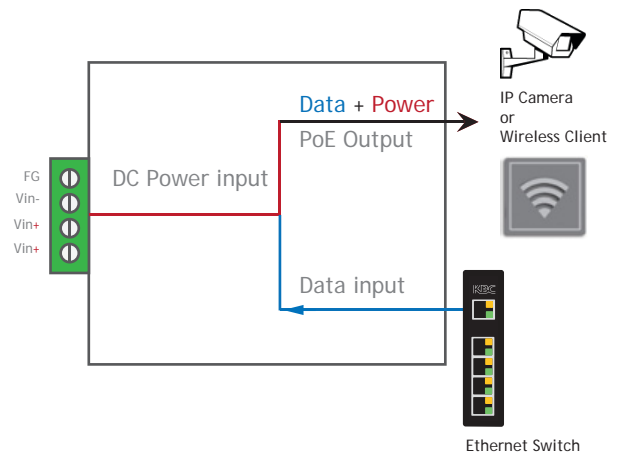 Data + Power
PoE Output
IP Camera
or
Wireless Client
FG
Vin-
Vin+
Vin+
DC Power input
Data input
KBC
Ethernet Switch